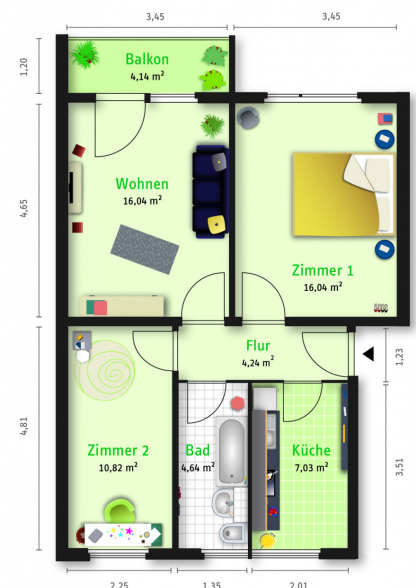 3,45
3,45
1,20
Balkon
4,14 m²
4,65
Wohnen
16,04 m²
Zimmer 1
16,04 m²
Flur
4,24 m²
1,23
4,81
Zimmer 2
10,82 m²
Bad
4,64 m²
Küche
7,03 m²
3,51
2,25
1,35
2,01